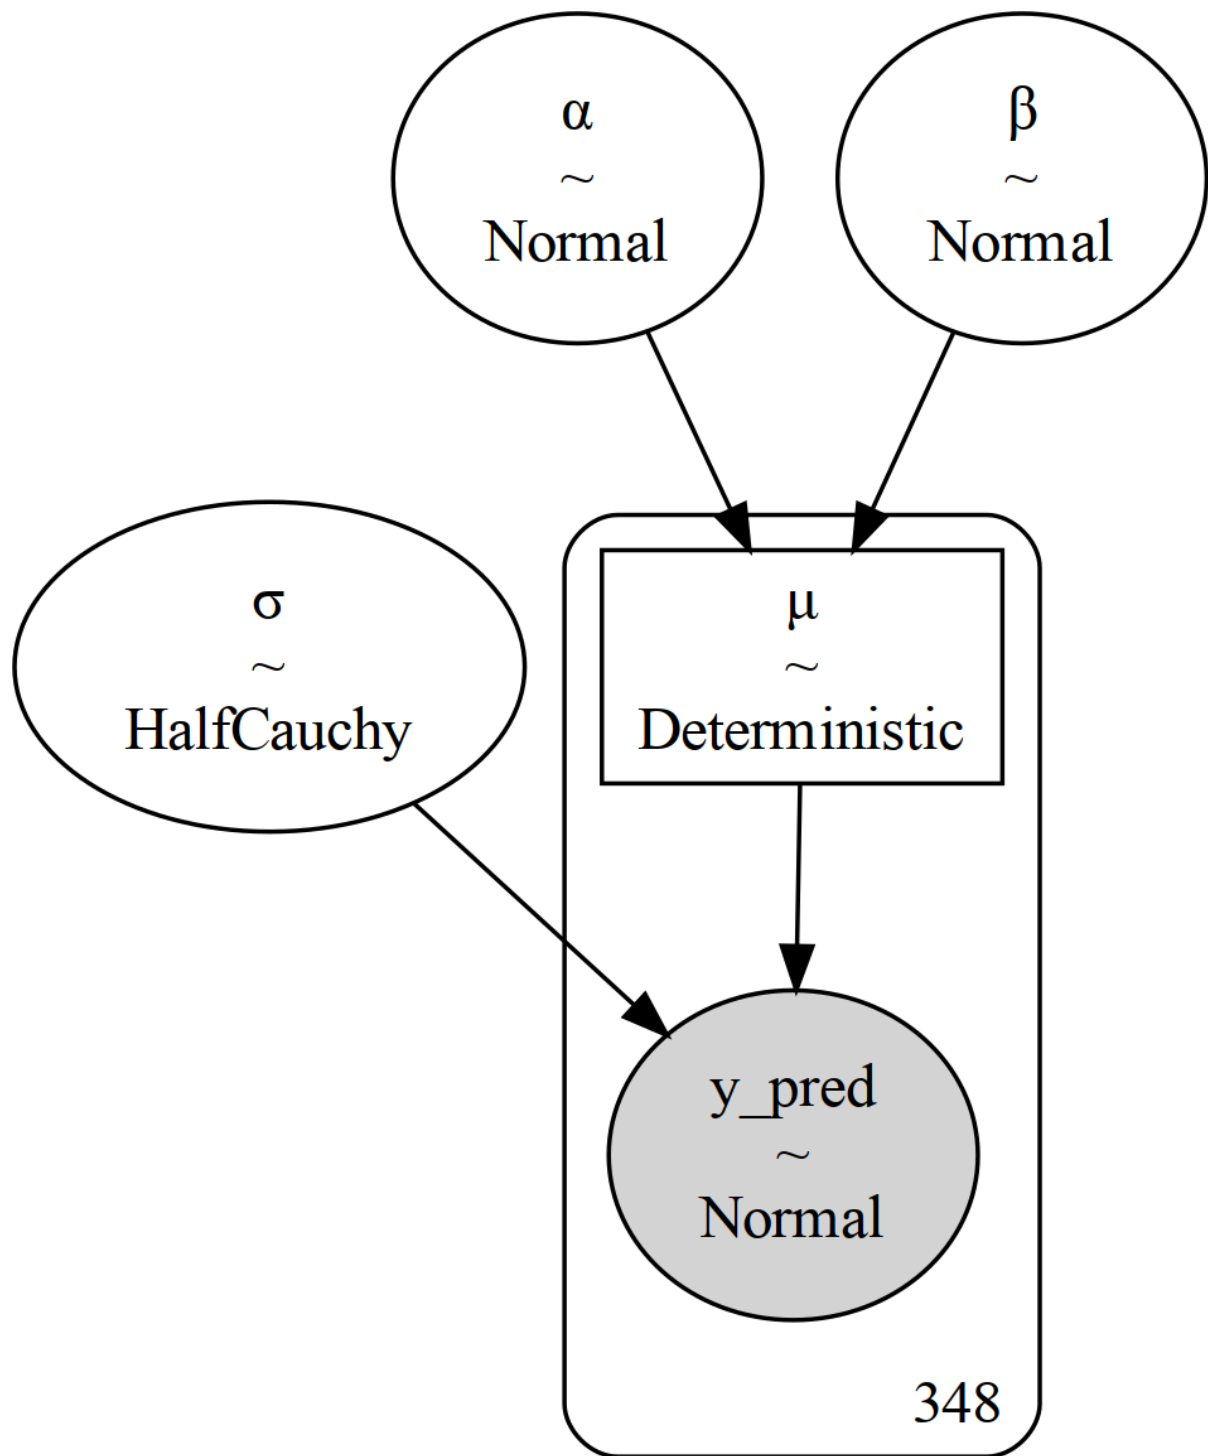 α
~
Normal
β
~
Normal
σ
~
HalfCauchy
μ
~
Deterministic
y_pred
~
Normal
348